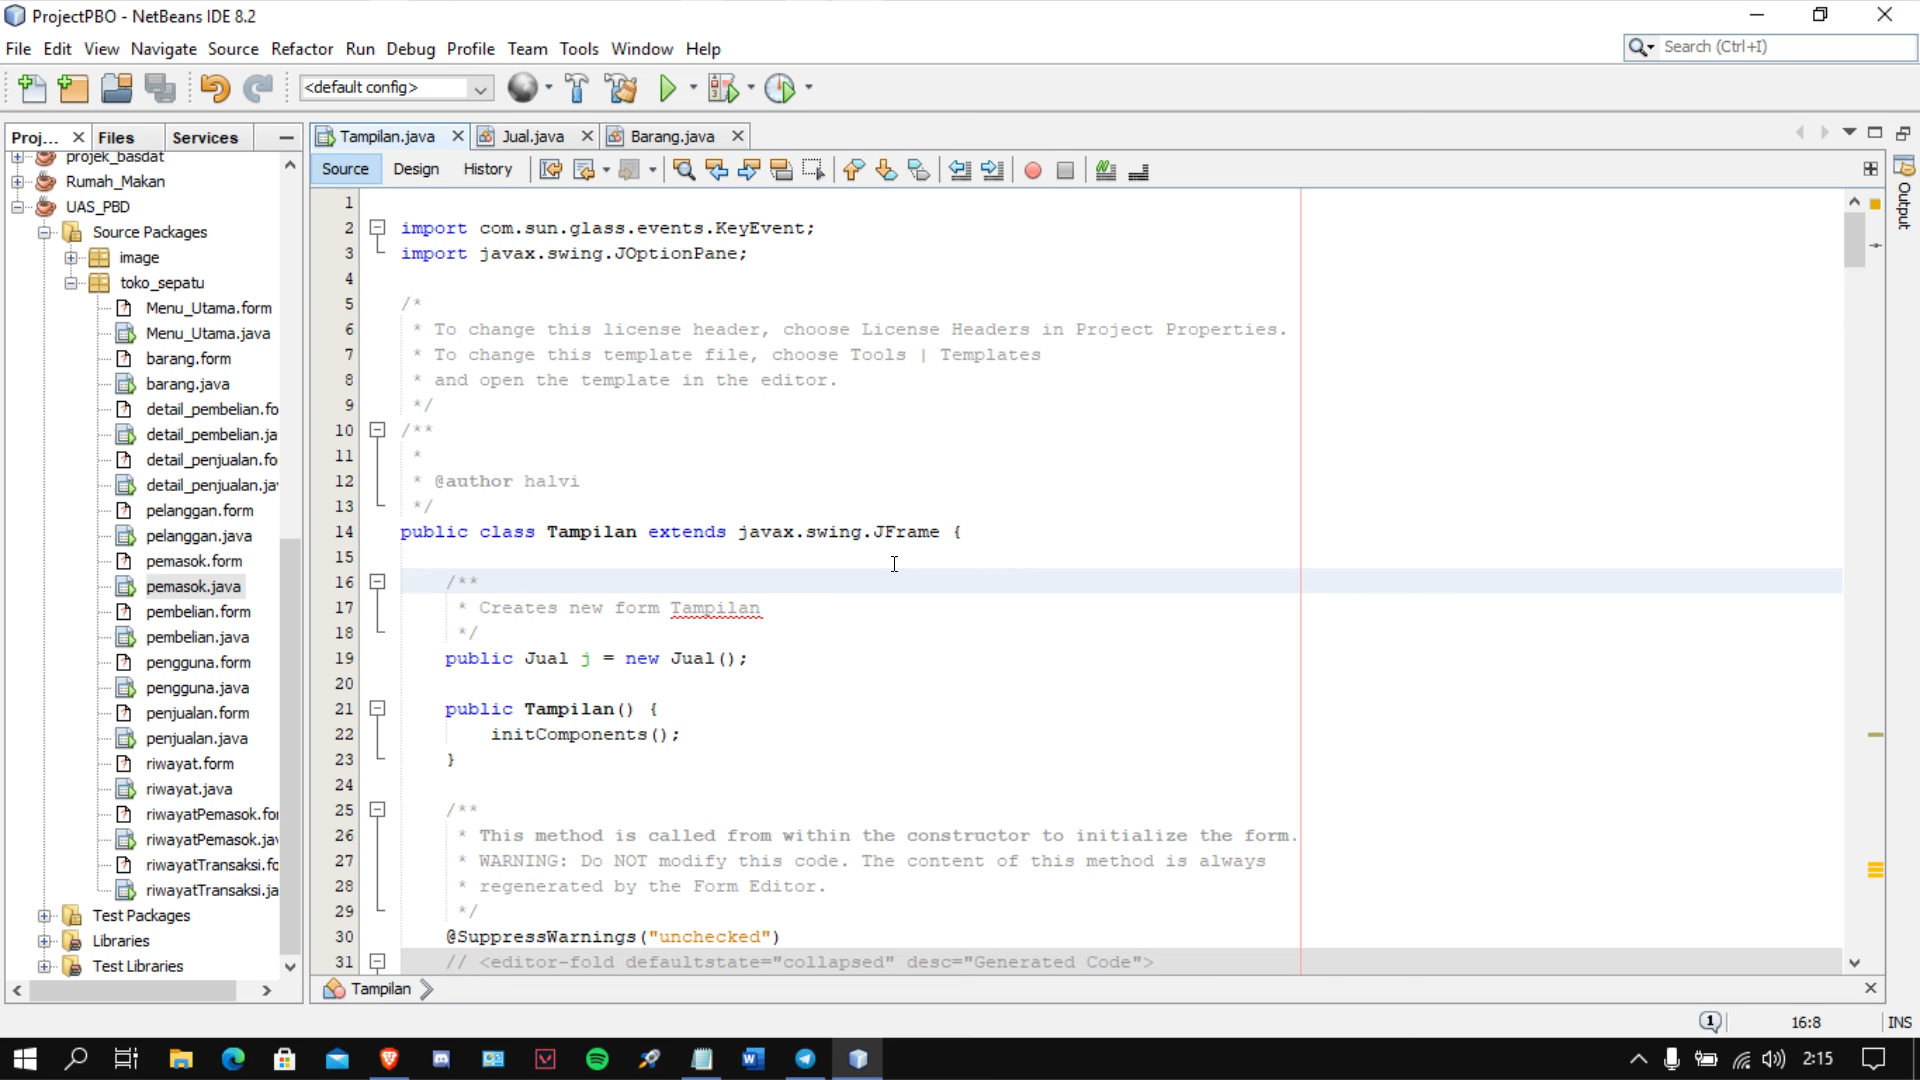 ProjectPBO - NetBeans IDE 8.2
File Edit View Navigate Source Refactor Run Debug Profile Team Tools Window Help
Search (Ctrl+I)
<default config>
Proj...
Files
Services
Tampilan.java
Jual.java
Barang.java
Source
Design
History
Output
projek_basdat
Rumah_Makan
UAS_PBD
Source Packages
image
toko_sepatu
Menu_Utama.form
Menu_Utama.java
barang.form
barang.java
detail_pembelian.fo
detail_pembelian.ja
detail_penjualan.fo
detail_penjualan.ja
pelanggan.form
pelanggan.java
pemasok.form
pemasok.java
pembelian.form
pembelian.java
pengguna.form
pengguna.java
penjualan.form
penjualan.java
riwayat.form
riwayat.java
riwayatPemasok.fo
riwayatPemasok.ja
riwayatTransaksi.fo
riwayatTransaksi.ja
Test Packages
Libraries
Test Libraries
1
2 import com.sun.glass.events.KeyEvent;
3 import javax.swing.JOptionPane;
4
5 /*
6 * To change this license header, choose License Headers in Project Properties.
7 * To change this template file, choose Tools | Templates
8 * and open the template in the editor.
9 */
10 /**
11 *
12 * @author halvi
13 */
14 public class Tampilan extends javax.swing.JFrame {
15
16 /**
17 * Creates new form Tampilan
18 */
19 public Jual j = new Jual();
20
21 public Tampilan() {
22 initComponents();
23 }
24
25 /**
26 * This method is called from within the constructor to initialize the form.
27 * WARNING: Do NOT modify this code. The content of this method is always
28 * regenerated by the Form Editor.
29 */
30 @SuppressWarnings("unchecked")
31 // <editor-fold defaultstate="collapsed" desc="Generated Code">
Tampilan
1
16:8
INS
2:15